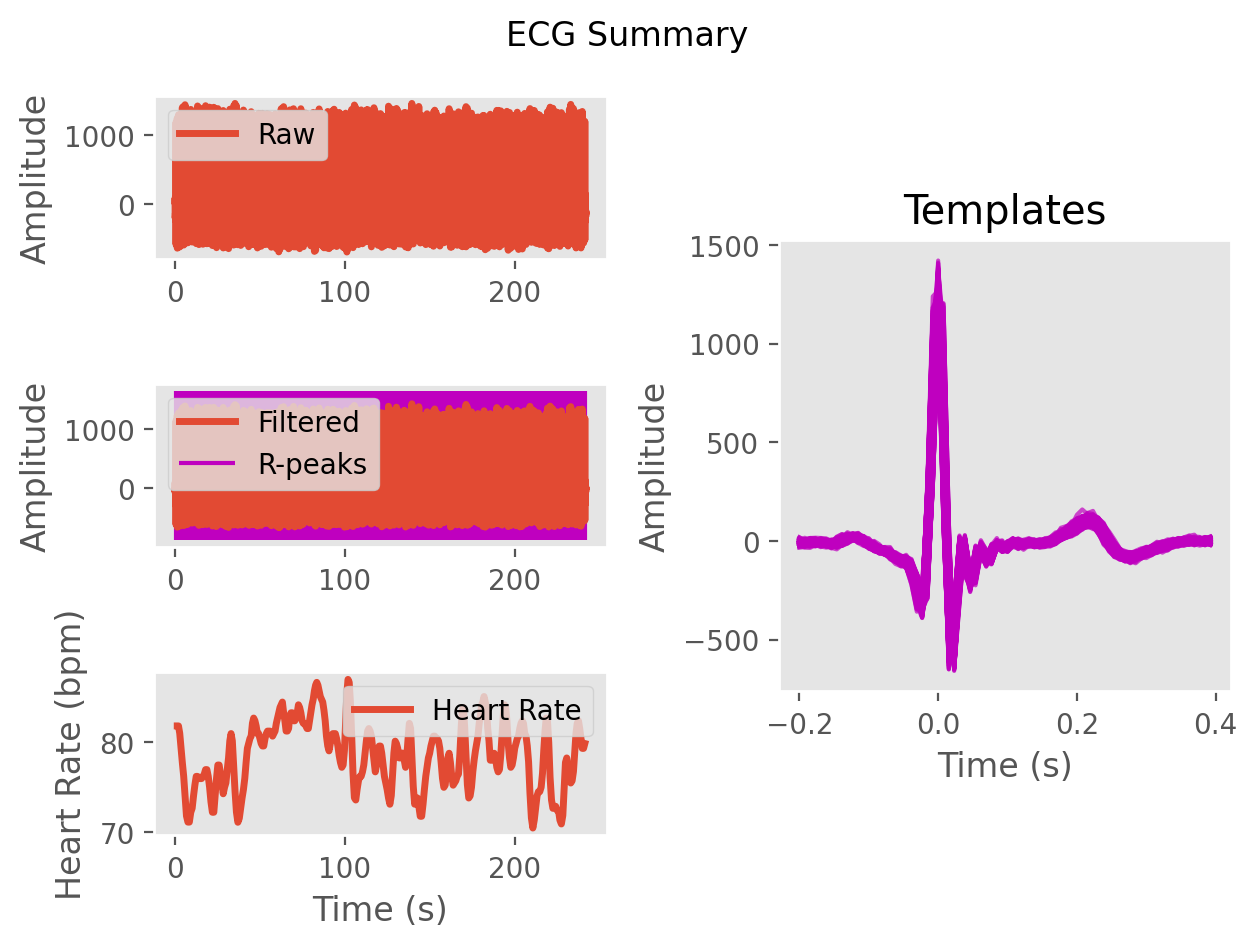 ECG Summary
Amplitude
1000
0
Raw
0
100
200
Amplitude
1000
0
Filtered
R-peaks
0
100
200
Heart Rate (bpm)
80
70
Heart Rate
0
100
200
Time (s)
Templates
Amplitude
1500
1000
500
0
−500
−0.2
0.0
0.2
0.4
Time (s)